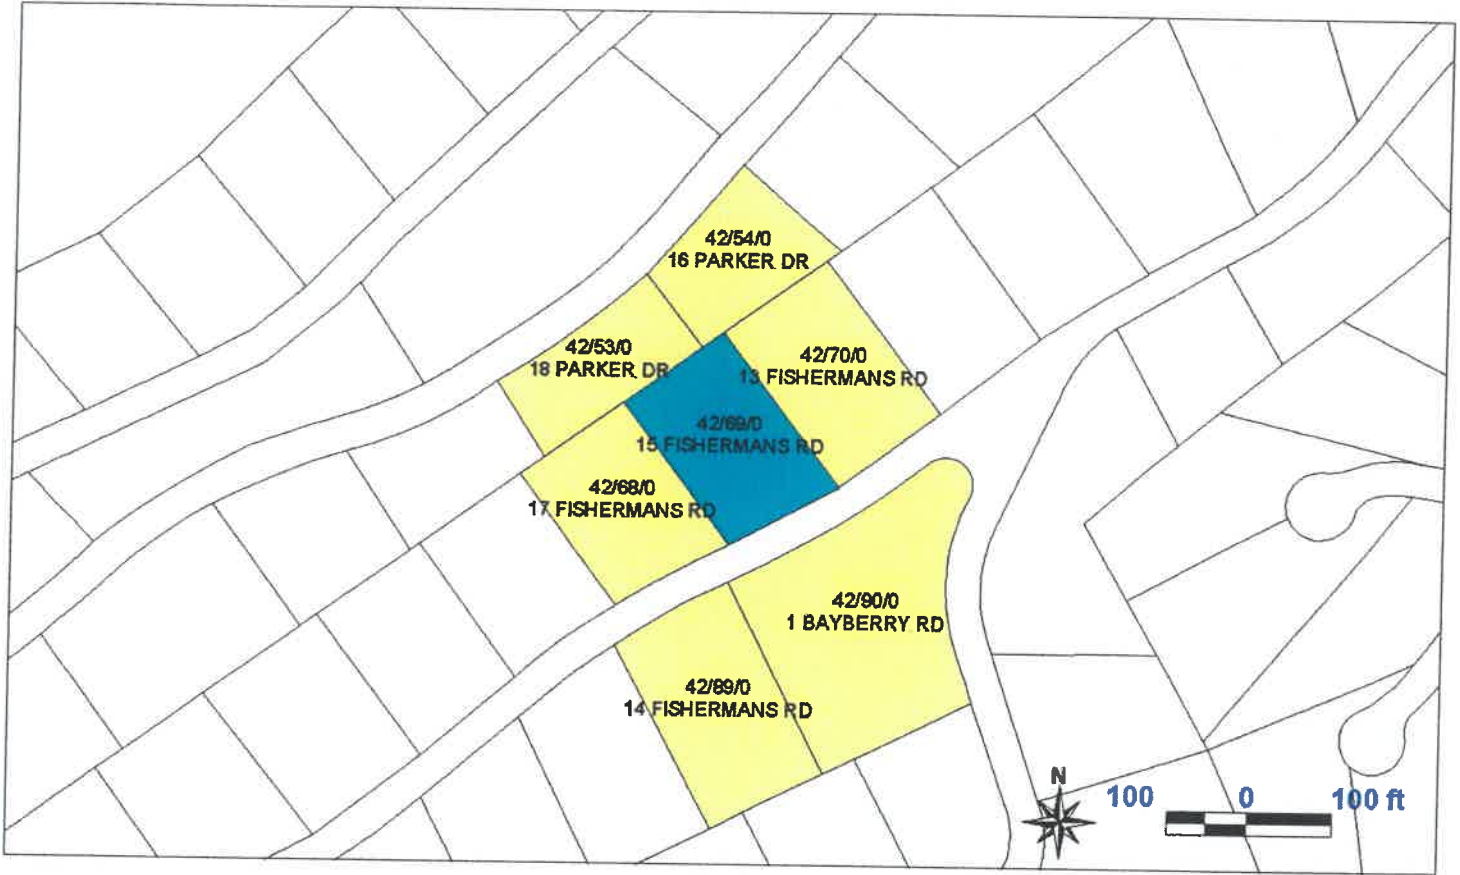 42/54/0
16 PARKER DR
42/53/0
18 PARKER DR
42/70/0
13 FISHERMANS RD
42/69/0
15 FISHERMANS RD
42/68/0
17 FISHERMANS RD
42/90/0
1 BAYBERRY RD
42/89/0
14 FISHERMANS RD
N
100 0 100 ft